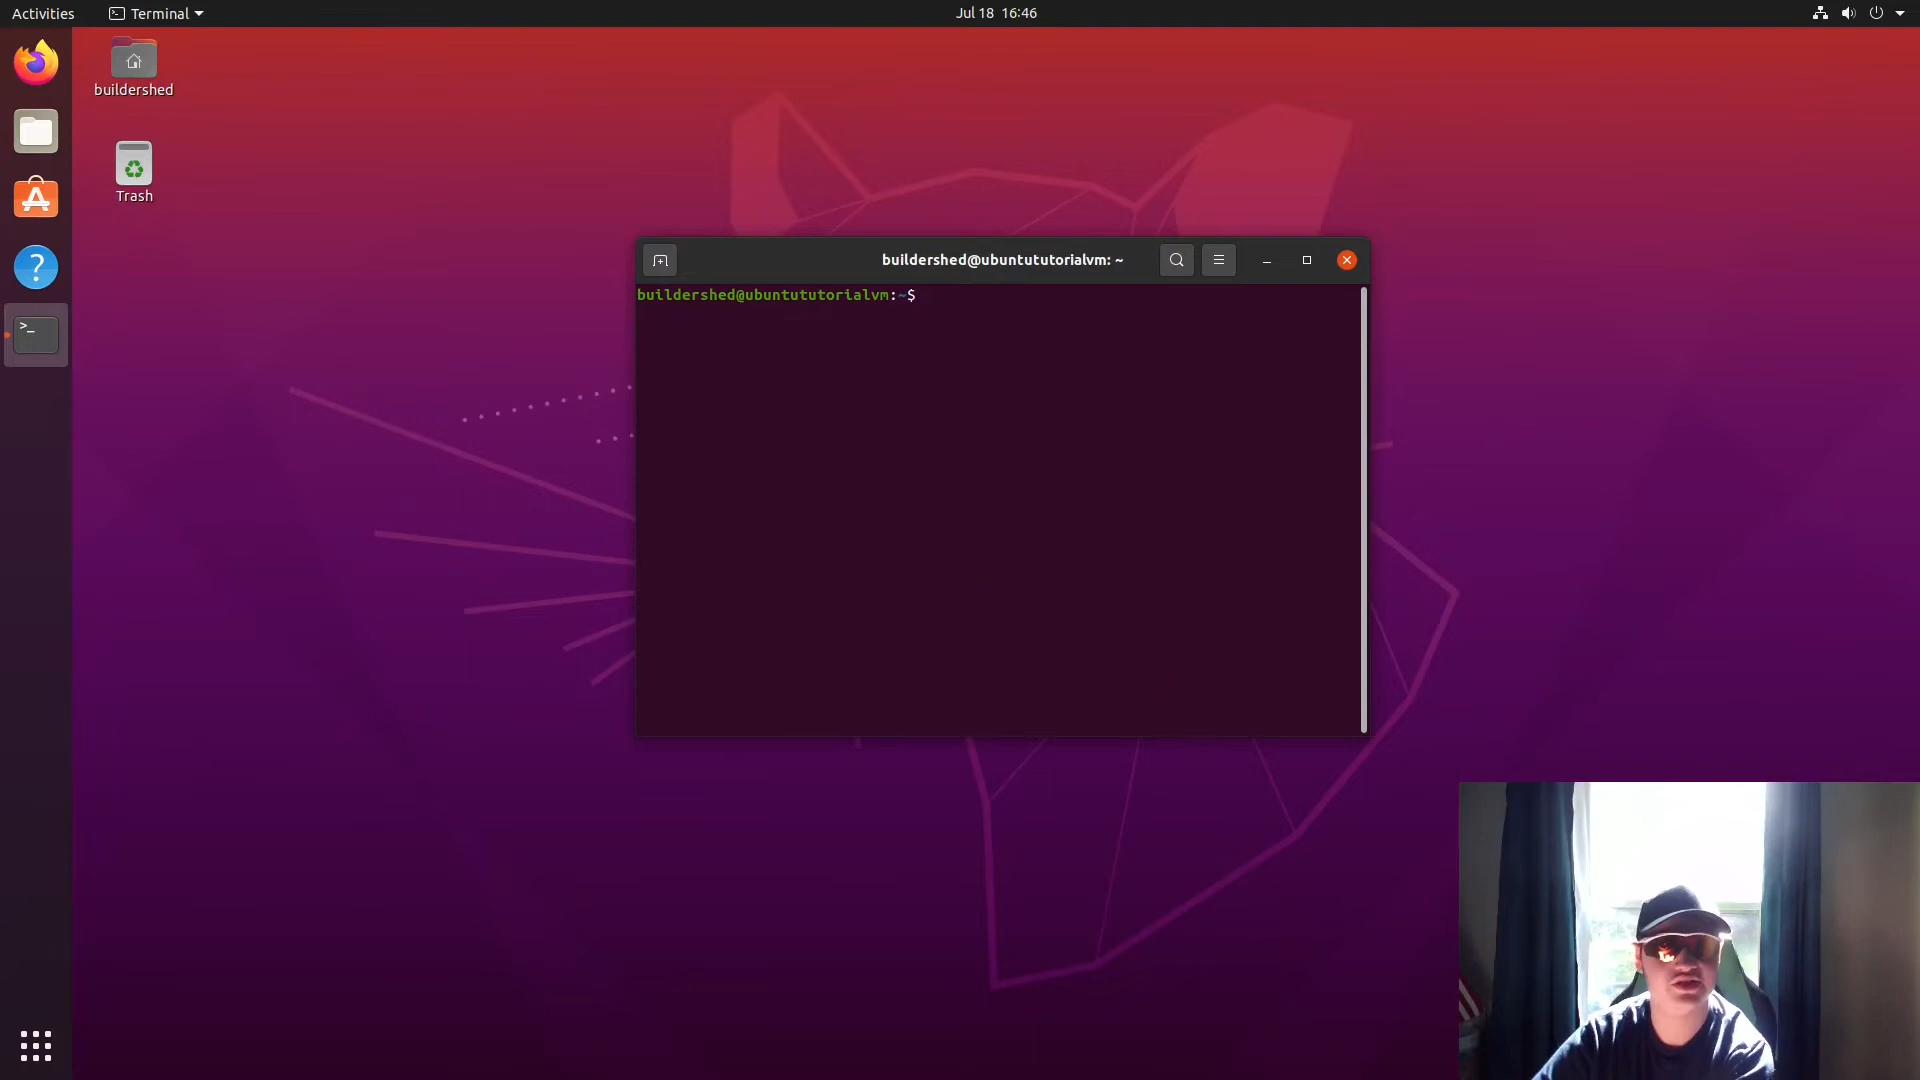 Activities
Terminal
Jul 18 16:46
buildershed
Trash
buildershed@ubuntututorialvm: ~
buildershed@ubuntututorialvm:~$
>_